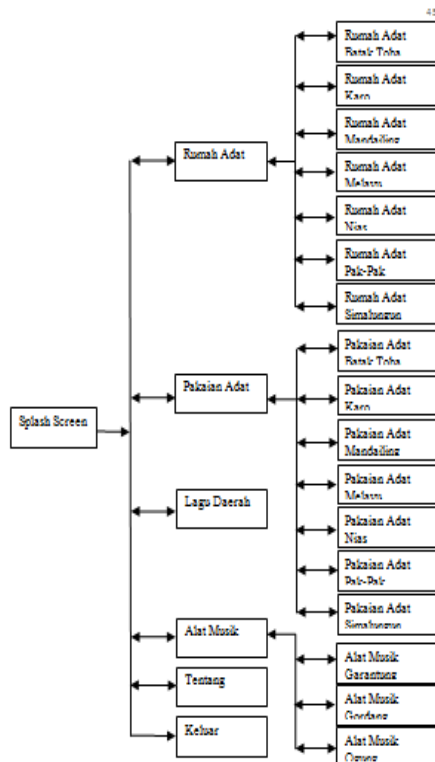 Splash Screen
Rumah Adat
Rumah Adat
Batak Toba
Rumah Adat
Karo
Rumah Adat
Mandailing
Rumah Adat
Melayu
Rumah Adat
Nias
Rumah Adat
Pak-Pak
Rumah Adat
Simalungun
Pakaian Adat
Pakaian Adat
Batak Toba
Pakaian Adat
Karo
Pakaian Adat
Mandailing
Pakaian Adat
Melayu
Pakaian Adat
Nias
Pakaian Adat
Pak-Pak
Pakaian Adat
Simalungun
Lagu Daerah
Alat Musik
Alat Musik
Garantung
Alat Musik
Gordang
Alat Musik
Ogung
Tentang
Keluar